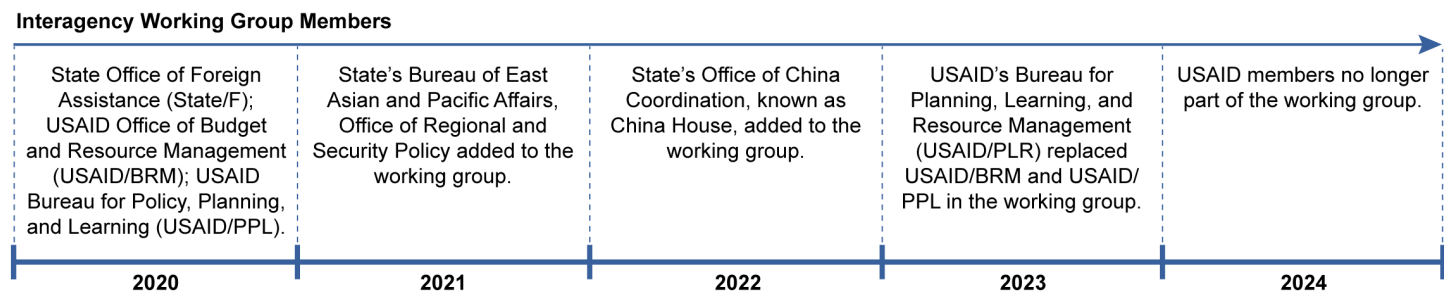 Interagency Working Group Members
State Office of Foreign
Assistance (State/F);
USAID Office of Budget
and Resource Management
(USAID/BRM); USAID
Bureau for Policy, Planning,
and Learning (USAID/PPL).
State’s Bureau of East
Asian and Pacific Affairs,
Office of Regional and
Security Policy added to the
working group.
State’s Office of China
Coordination, known as
China House, added to the
working group.
USAID’s Bureau for
Planning, Learning, and
Resource Management
(USAID/PLR) replaced
USAID/BRM and USAID/
PPL in the working group.
USAID members no longer
part of the working group.
2020
2021
2022
2023
2024